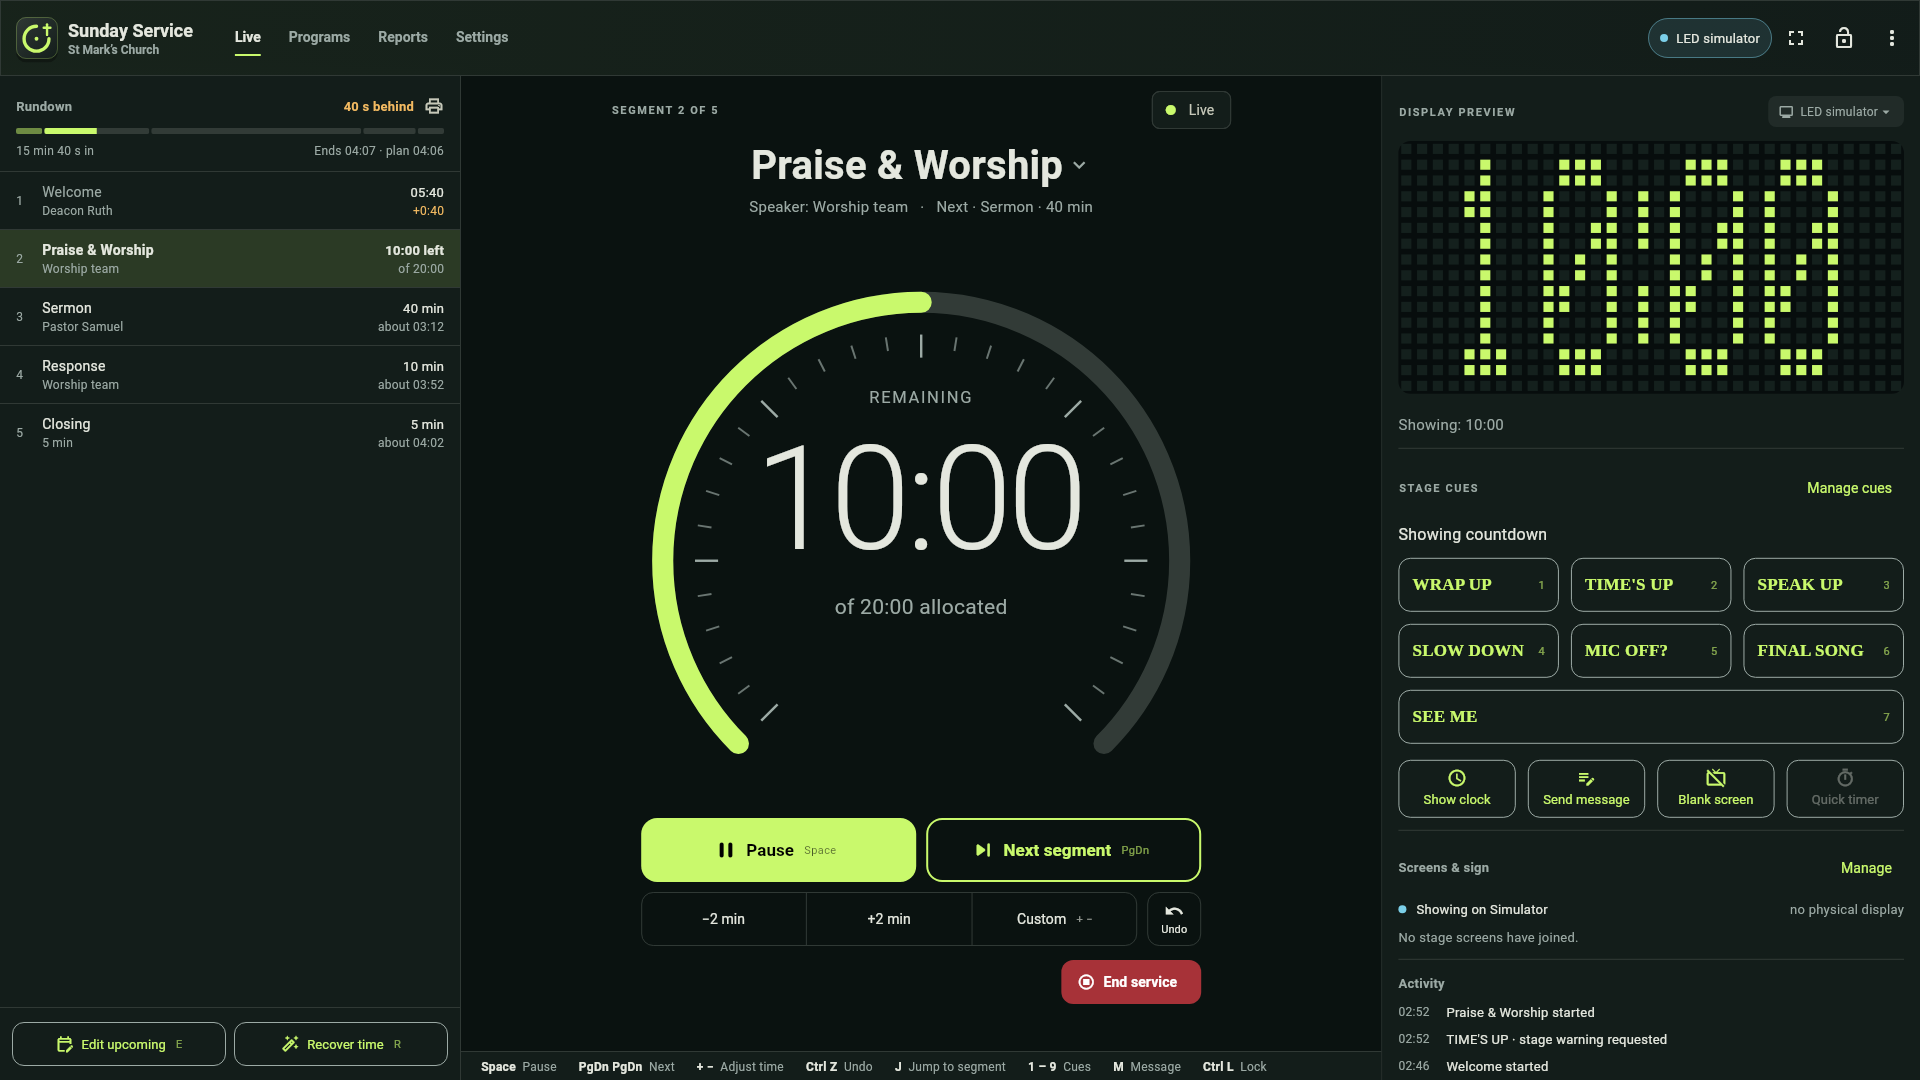 Sunday Service
St Mark's Church
Live
Programs
Reports
Settings
LED simulator
Rundown
40 s behind
15 min 40 s in
Ends 04:07 · plan 04:06
1
Welcome
05:40
Deacon Ruth
+0:40
2
Praise & Worship
10:00 left
Worship team
of 20:00
3
Sermon
40 min
Pastor Samuel
about 03:12
4
Response
10 min
Worship team
about 03:52
5
Closing
5 min
5 min
about 04:02
Edit upcoming E
Recover time R
SEGMENT 2 OF 5
Live
Praise & Worship
Speaker: Worship team · Next · Sermon · 40 min
REMAINING
10:00
of 20:00 allocated
Pause Space
Next segment PgDn
−2 min
+2 min
Custom + −
Undo
End service
Space Pause PgDn PgDn Next + − Adjust time Ctrl Z Undo J Jump to segment 1 – 9 Cues M Message Ctrl L Lock
DISPLAY PREVIEW
LED simulator
10:00
Showing: 10:00
STAGE CUES
Manage cues
Showing countdown
WRAP UP 1
TIME'S UP 2
SPEAK UP 3
SLOW DOWN 4
MIC OFF? 5
FINAL SONG 6
SEE ME 7
Show clock
Send message
Blank screen
Quick timer
Screens & sign
Manage
Showing on Simulator
no physical display
No stage screens have joined.
Activity
02:52 Praise & Worship started
02:52 TIME'S UP · stage warning requested
02:46 Welcome started